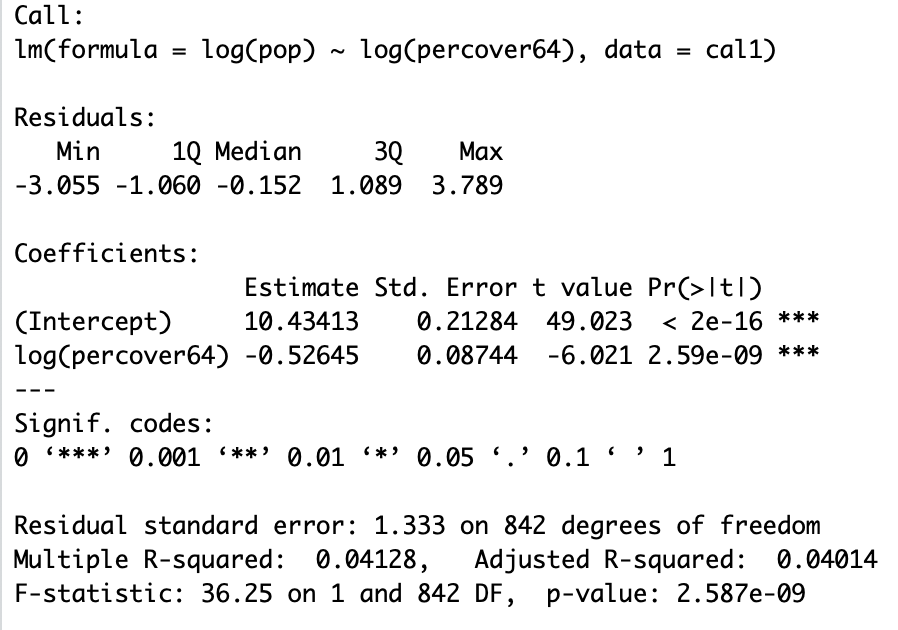 Call:
lm(formula = log(pop) ~ log(percover64), data = cal1)
Residuals:
   Min     1Q Median     3Q    Max
-3.055 -1.060 -0.152  1.089  3.789
Coefficients:
                Estimate Std. Error t value Pr(>|t|)
(Intercept)     10.43413    0.21284  49.023  < 2e-16 ***
log(percover64) -0.52645    0.08744  -6.021 2.59e-09 ***
---
Signif. codes:
0 ‘***’ 0.001 ‘**’ 0.01 ‘*’ 0.05 ‘.’ 0.1 ‘ ’ 1
Residual standard error: 1.333 on 842 degrees of freedom
Multiple R-squared:  0.04128,	Adjusted R-squared:  0.04014
F-statistic: 36.25 on 1 and 842 DF,  p-value: 2.587e-09